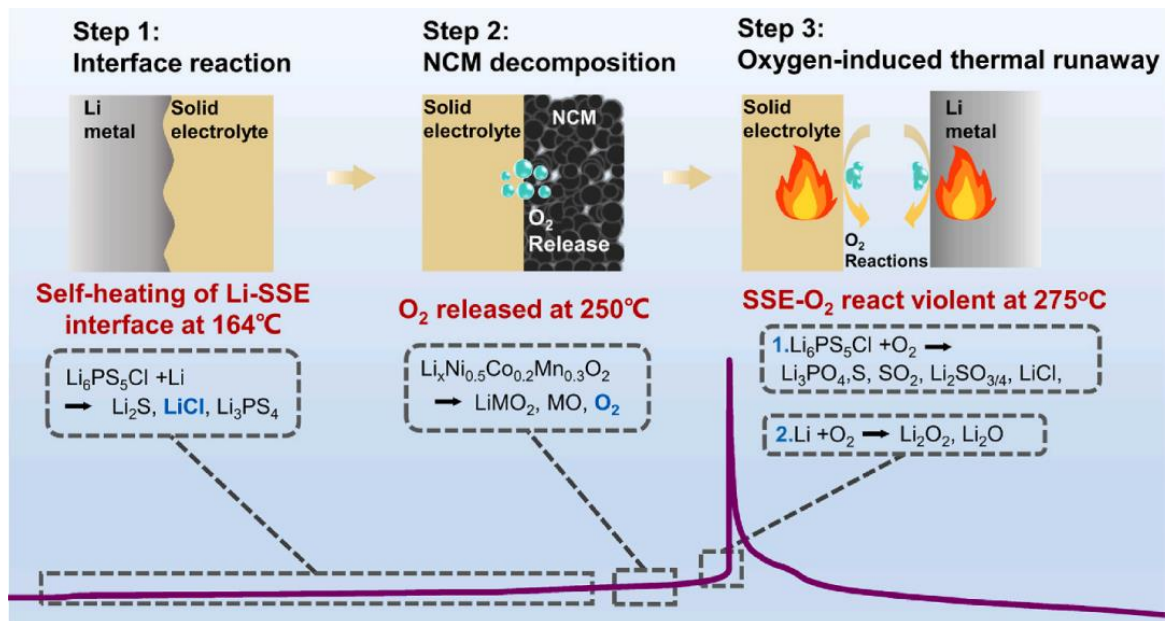 Step 1:
Interface reaction
Li
metal
Solid
electrolyte
Self-heating of Li-SSE
interface at 164℃
Li₆PS₅Cl +Li
→ Li₂S, LiCl, Li₃PS₄
Step 2:
NCM decomposition
Solid
electrolyte
NCM
O₂
Release
O₂ released at 250℃
LiₓNi₀.₅Co₀.₂Mn₀.₃O₂
→ LiMO₂, MO, O₂
Step 3:
Oxygen-induced thermal runaway
Solid
electrolyte
Li
metal
O₂
Reactions
SSE-O₂ react violent at 275°C
1.Li₆PS₅Cl +O₂ →
Li₃PO₄,S, SO₂, Li₂SO₃/₄, LiCl,
2.Li +O₂ → Li₂O₂, Li₂O